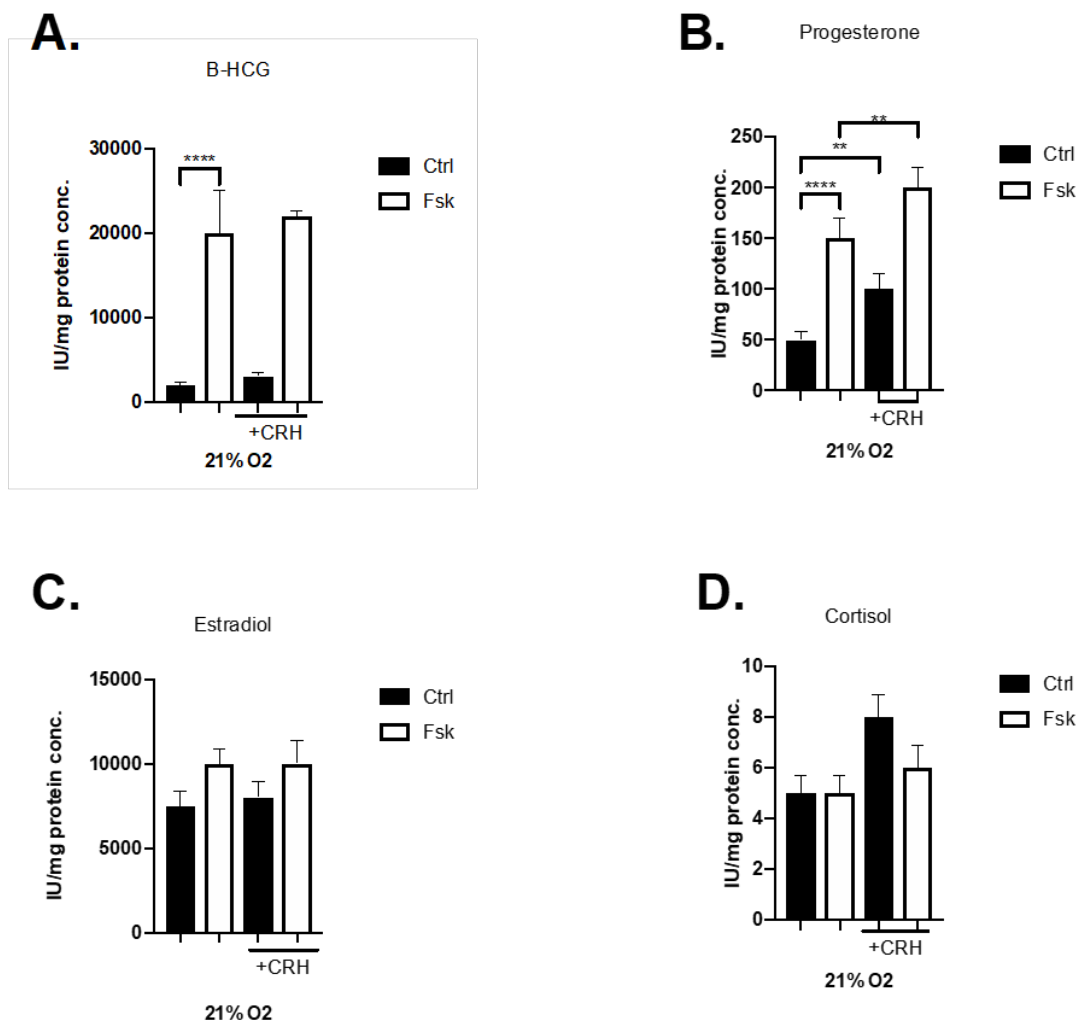 A.
B-HCG
IU/mg protein conc.
30000
20000
10000
0
****
Ctrl
Fsk
+CRH
21% O2
B.
Progesterone
IU/mg protein conc.
250
200
150
100
50
0
**
**
****
Ctrl
Fsk
+CRH
21% O2
C.
Estradiol
IU/mg protein conc.
15000
10000
5000
0
Ctrl
Fsk
+CRH
21% O2
D.
Cortisol
IU/mg protein conc.
10
8
6
4
2
0
Ctrl
Fsk
+CRH
21% O2